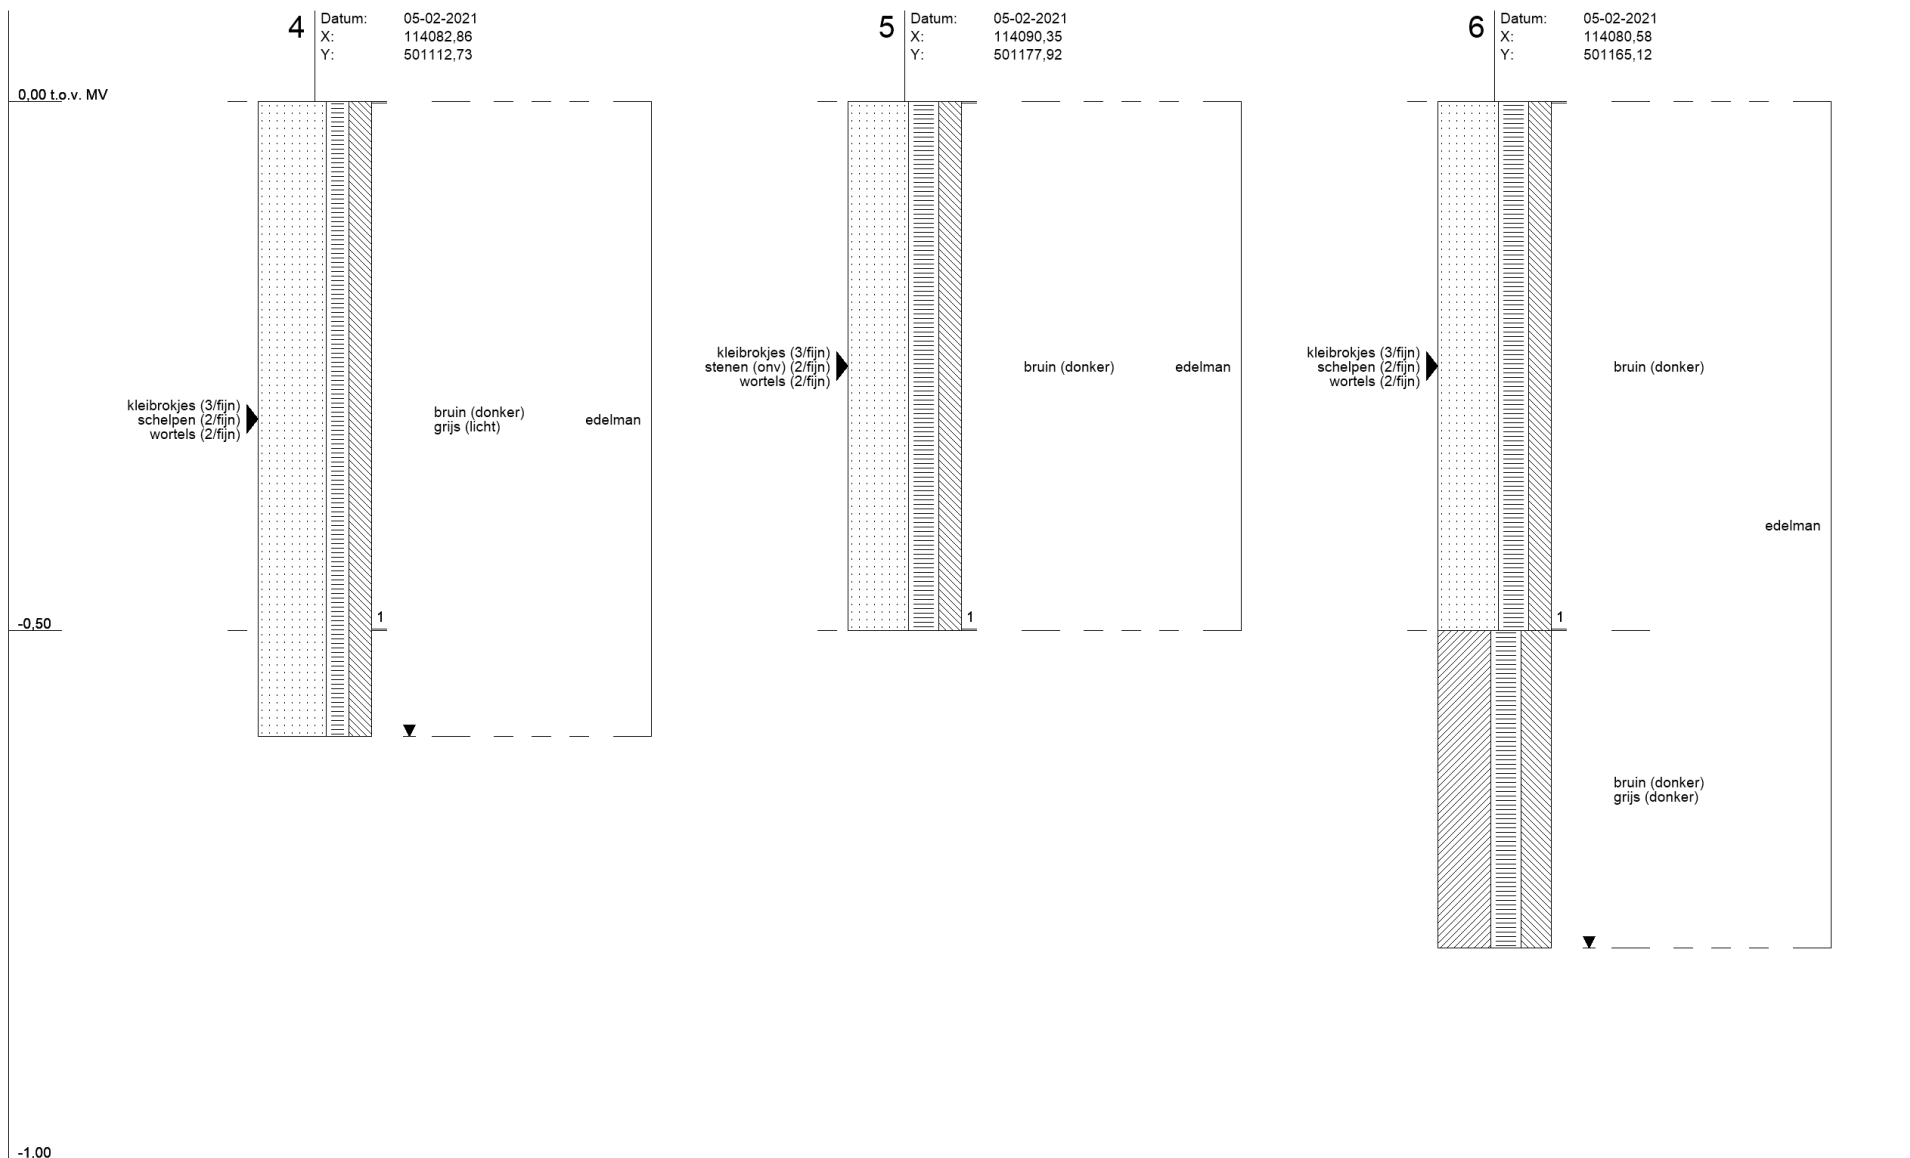 4
Datum: 05-02-2021
X: 114082,86
Y: 501112,73
5
Datum: 05-02-2021
X: 114090,35
Y: 501177,92
6
Datum: 05-02-2021
X: 114080,58
Y: 501165,12
0,00 t.o.v. MV
kleibrokjes (3/fijn)
schelpen (2/fijn)
wortels (2/fijn)
bruin (donker)
grijs (licht)
edelman
1
kleibrokjes (3/fijn)
stenen (onv) (2/fijn)
wortels (2/fijn)
bruin (donker)
edelman
1
kleibrokjes (3/fijn)
schelpen (2/fijn)
wortels (2/fijn)
bruin (donker)
edelman
1
bruin (donker)
grijs (donker)
-0,50
-1,00